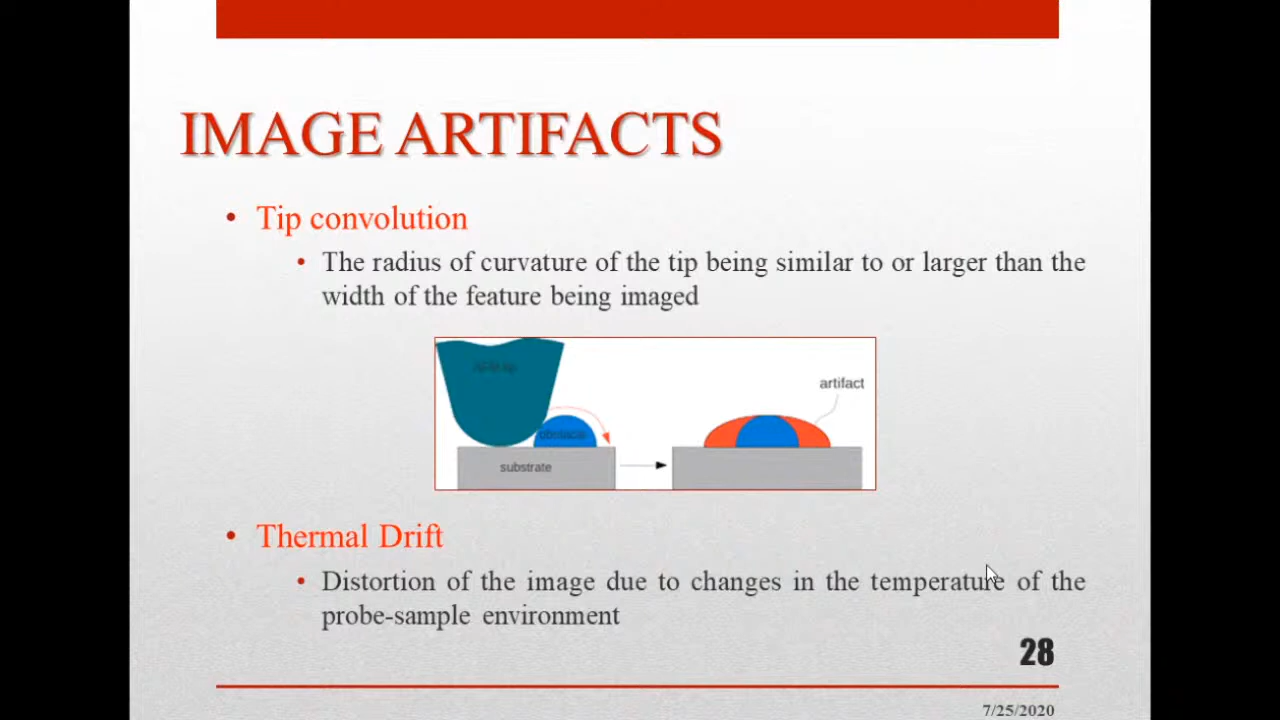 IMAGE ARTIFACTS
• Tip convolution
• The radius of curvature of the tip being similar to or larger than the
width of the feature being imaged
artifact
substrate
• Thermal Drift
• Distortion of the image due to changes in the temperature of the
probe-sample environment
28
7/25/2020